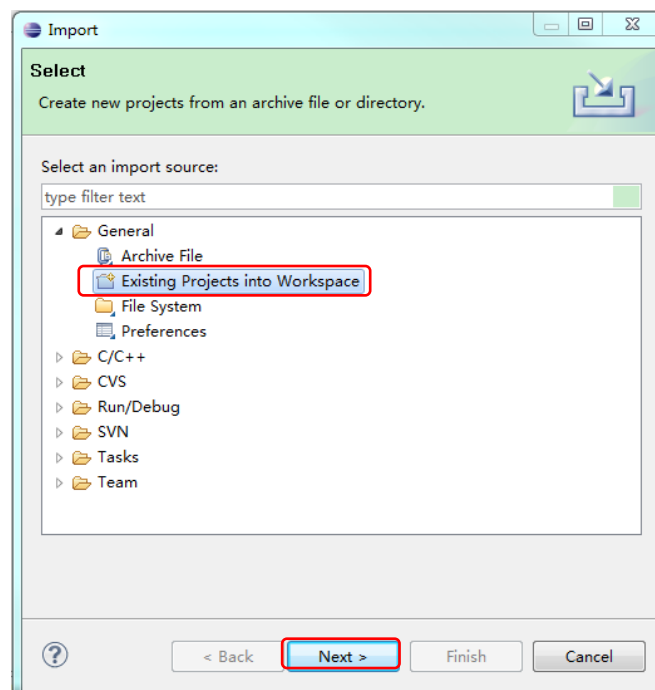 Import
Select
Create new projects from an archive file or directory.
Select an import source:
type filter text
General
Archive File
Existing Projects into Workspace
File System
Preferences
C/C++
CVS
Run/Debug
SVN
Tasks
Team
? < Back Next > Finish Cancel